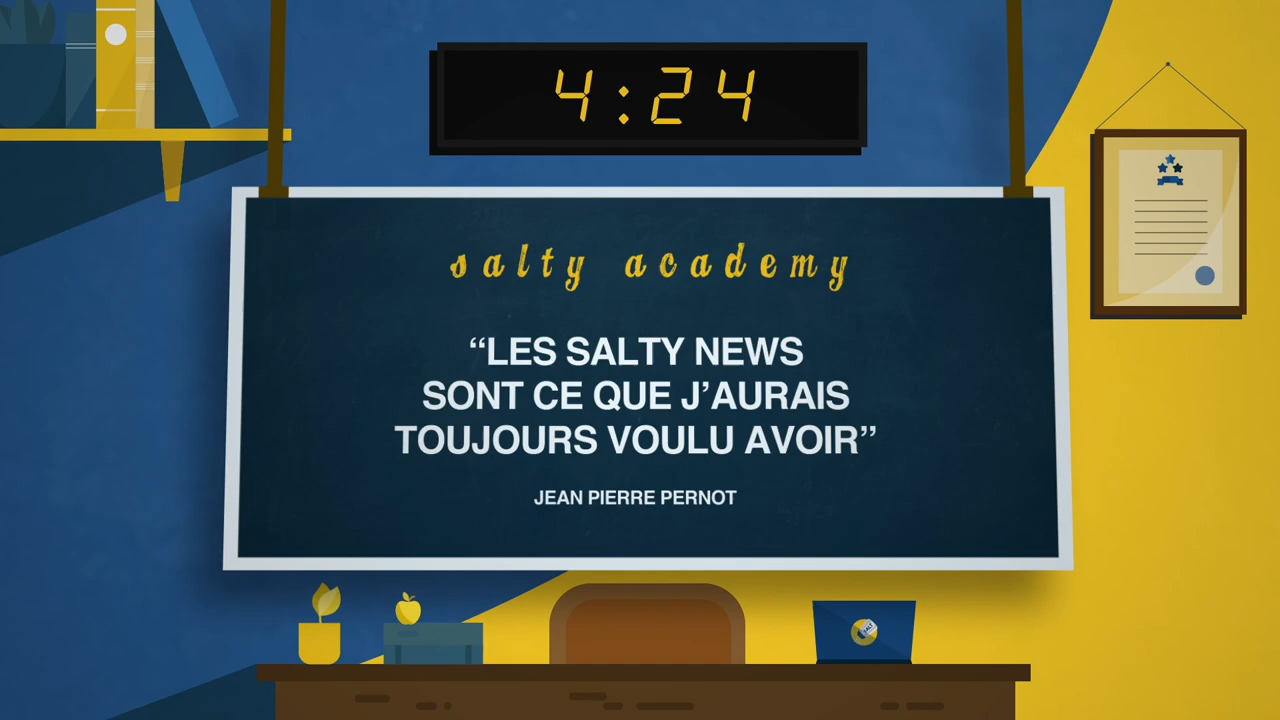 4:24
salty academy
“LES SALTY NEWS
SONT CE QUE J’AURAIS
TOUJOURS VOULU AVOIR”
JEAN PIERRE PERNOT